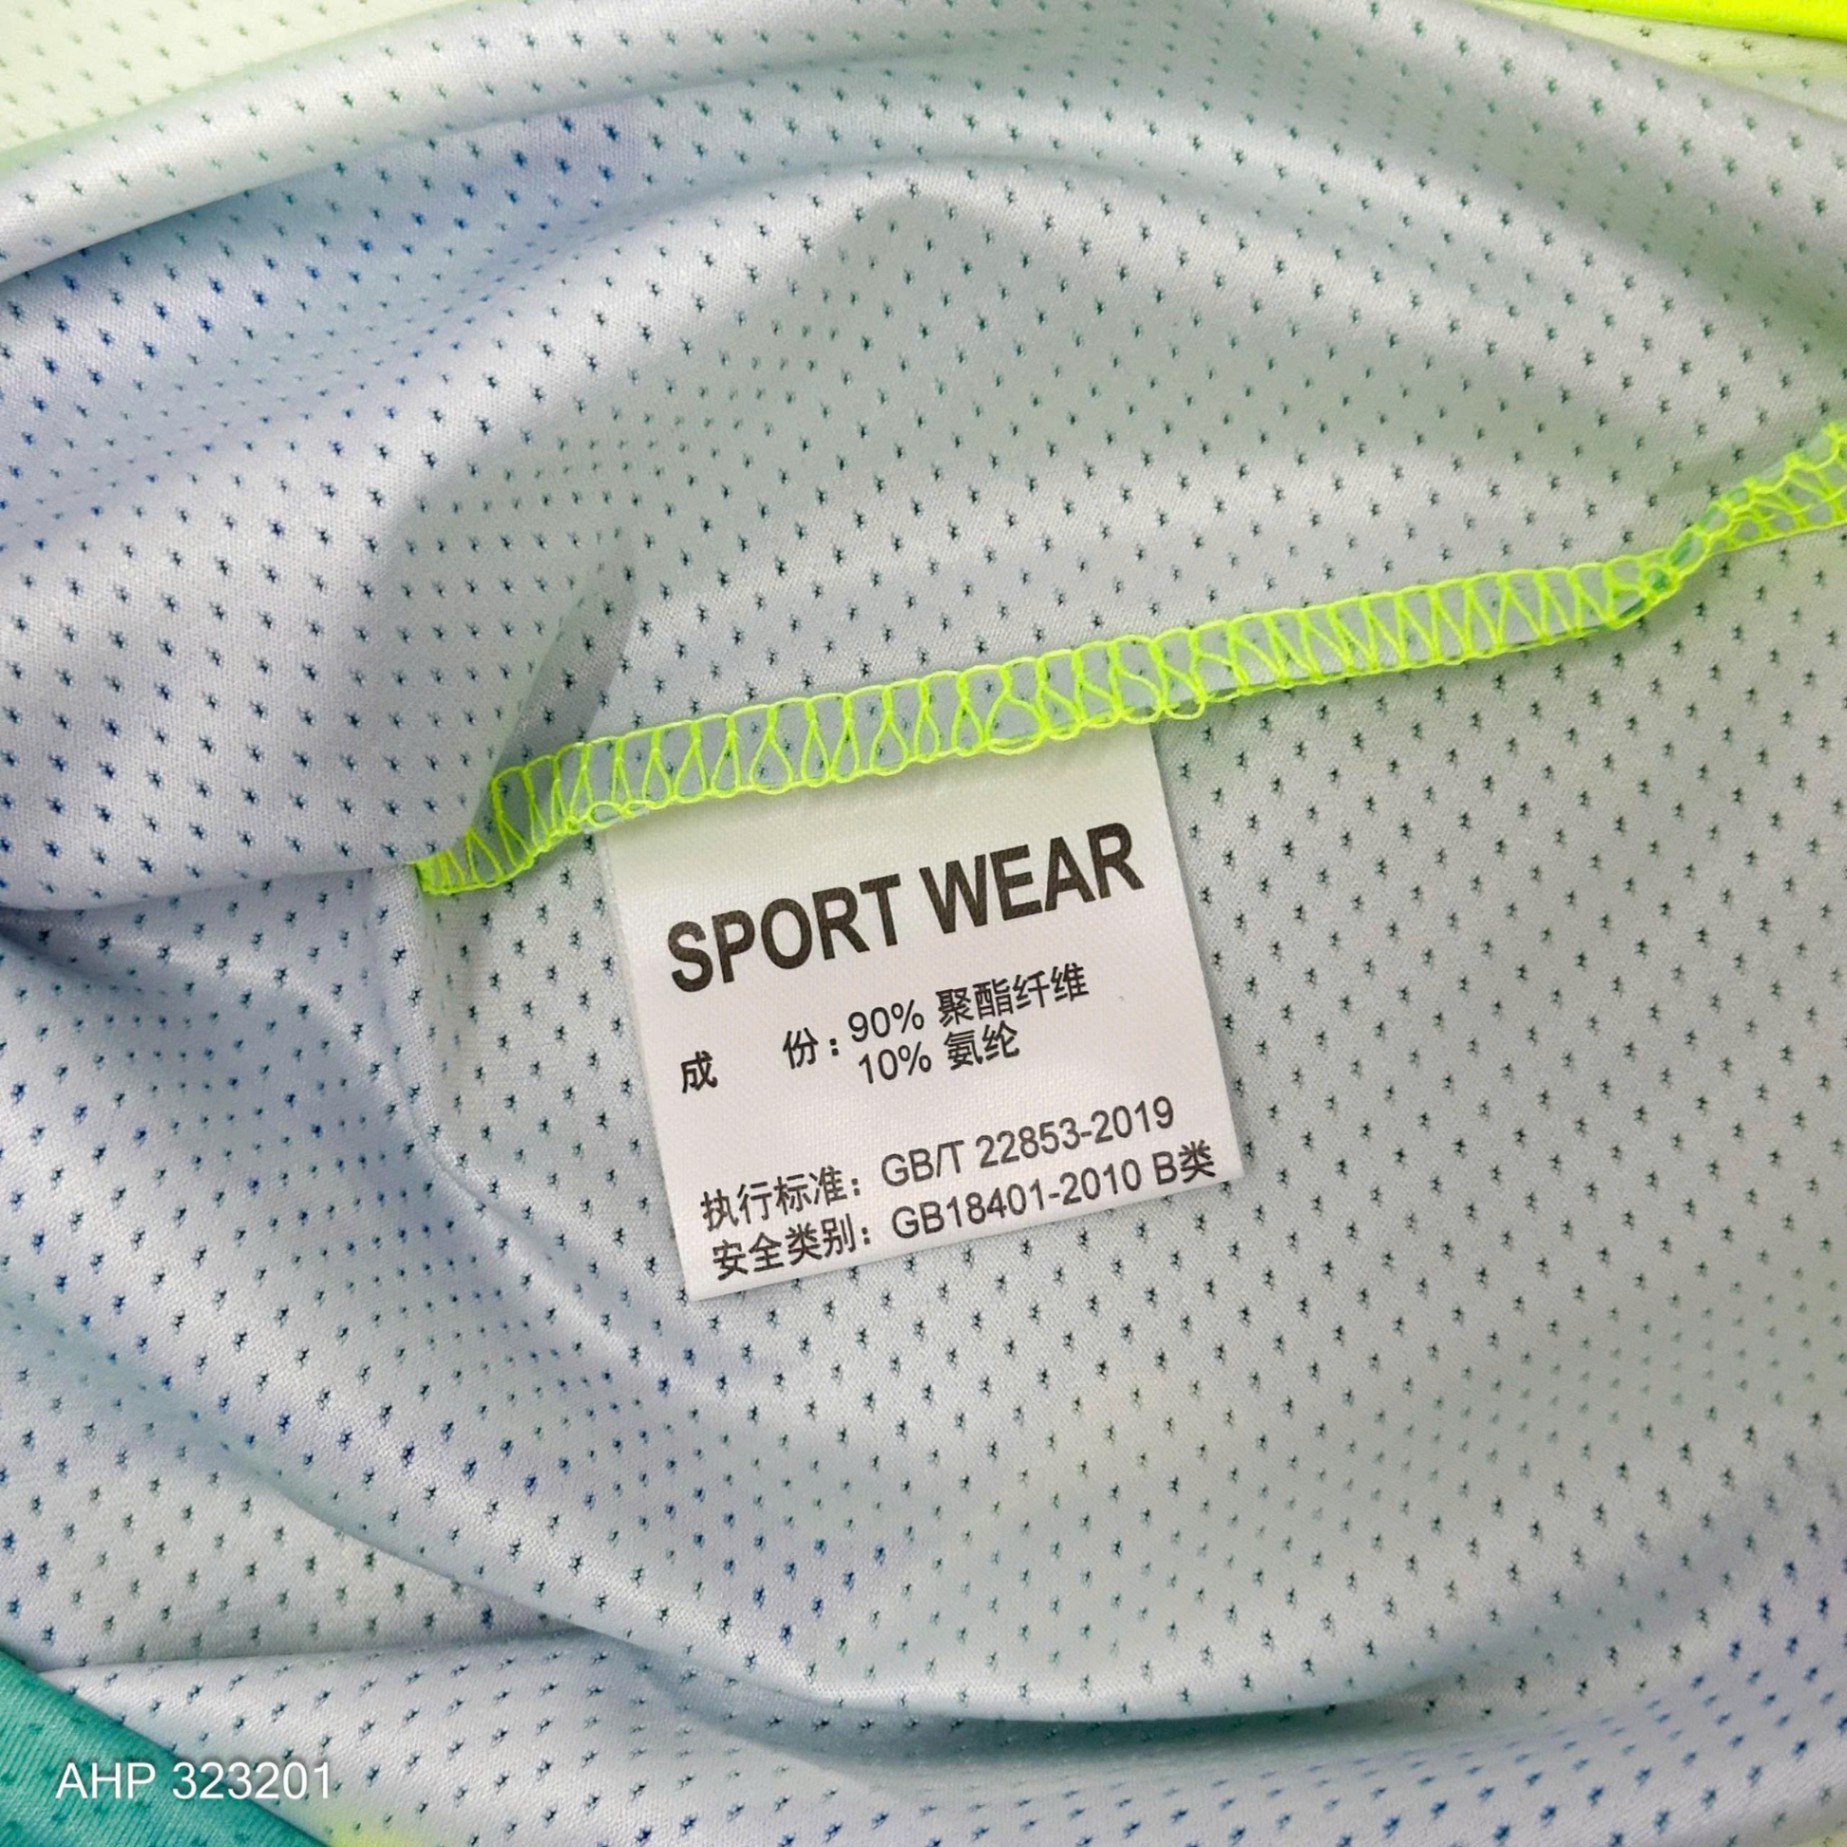 SPORT WEAR
成 份：90% 聚酯纤维
10% 氨纶
执行标准：GB/T 22853-2019
安全类别：GB18401-2010 B类
AHP 323201